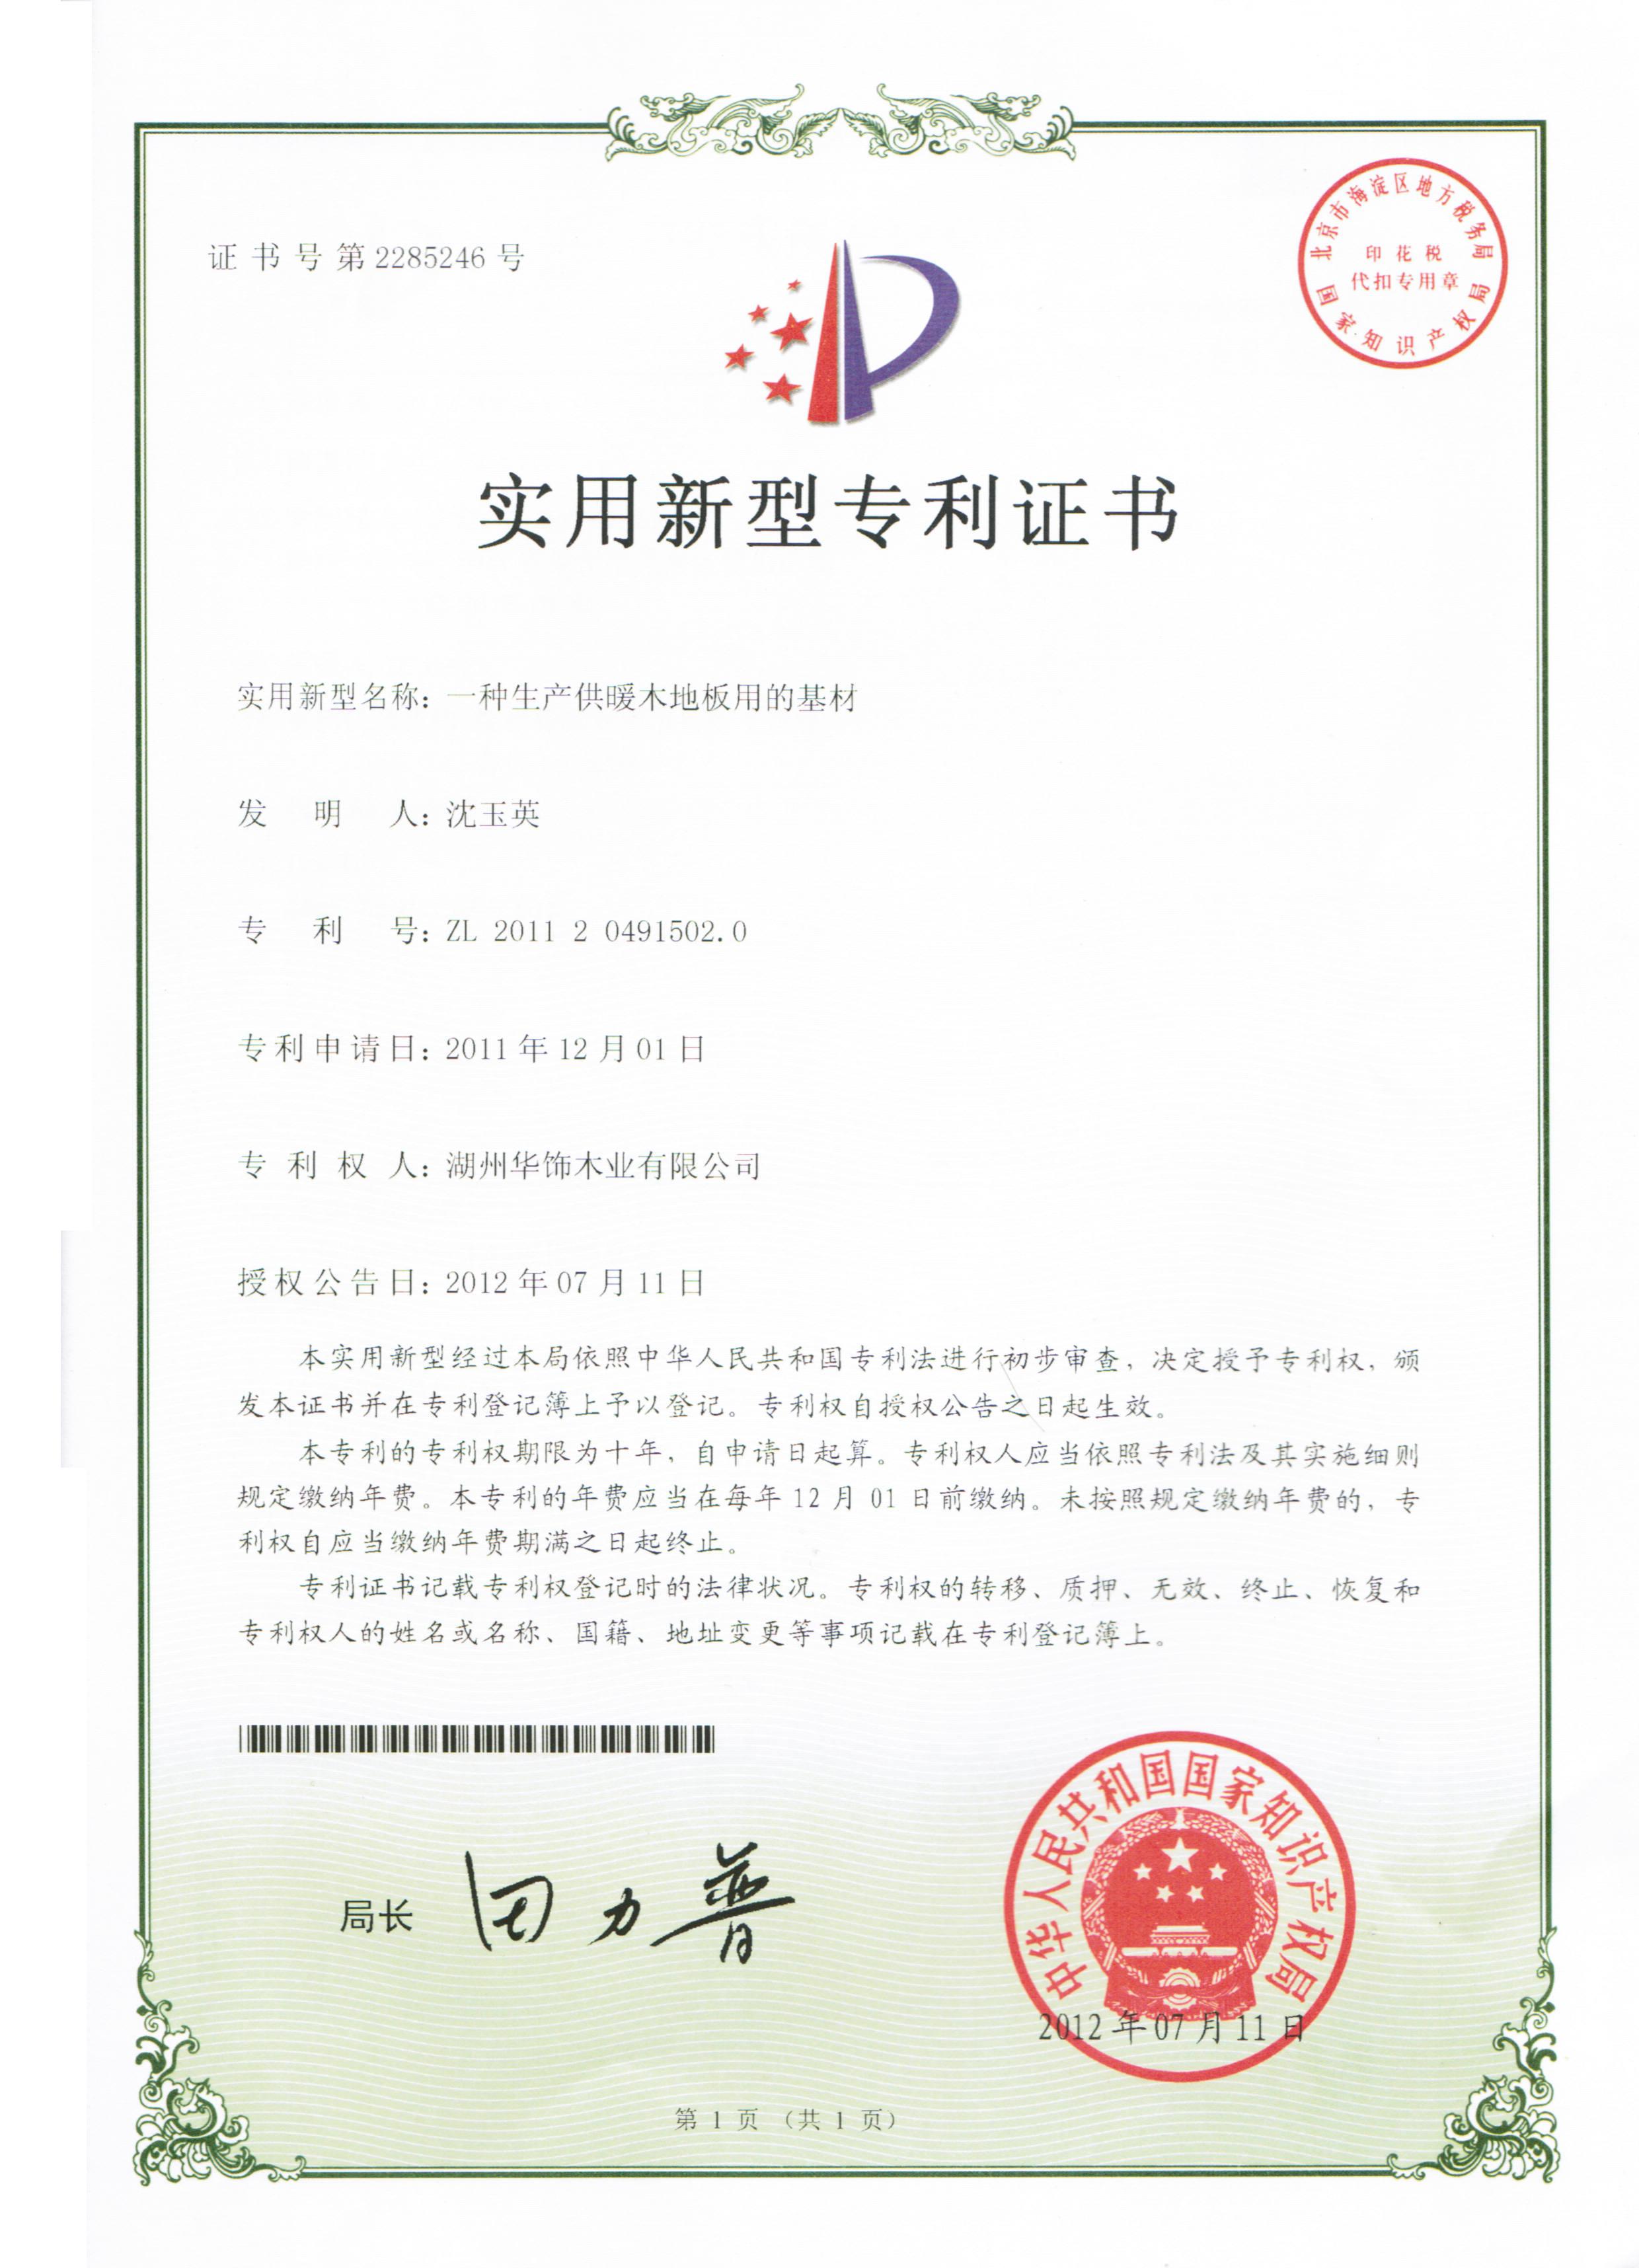 证书号第2285246号
北京市海淀区地方税务局
印花税
代扣专用章
国家知识产权局
实用新型专利证书
实用新型名称：一种生产供暖木地板用的基材
发明人：沈玉英
专利号：ZL 2011 2 0491502.0
专利申请日：2011年12月01日
专利权人：湖州华饰木业有限公司
授权公告日：2012年07月11日
本实用新型经过本局依照中华人民共和国专利法进行初步审查，决定授予专利权，颁
发本证书并在专利登记簿上予以登记。专利权自授权公告之日起生效。
本专利的专利权期限为十年，自申请日起算。专利权人应当依照专利法及其实施细则
规定缴纳年费。本专利的年费应当在每年12月01日前缴纳。未按照规定缴纳年费的，专
利权自应当缴纳年费期满之日起终止。
专利证书记载专利权登记时的法律状况。专利权的转移、质押、无效、终止、恢复和
专利权人的姓名或名称、国籍、地址变更等事项记载在专利登记簿上。
局长 田力普
中华人民共和国国家知识产权局
2012年07月11日
第1页（共1页）